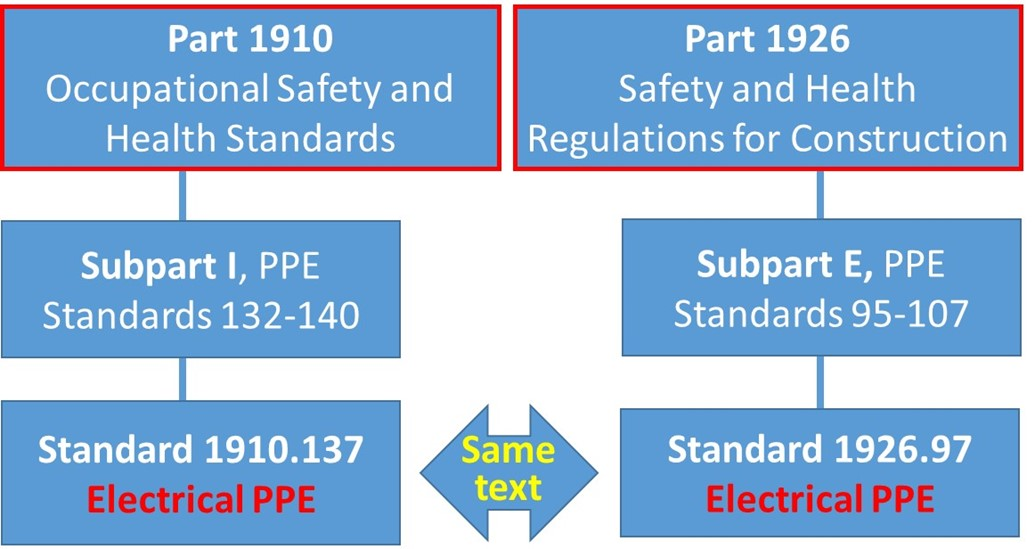 Part 1910
Occupational Safety and
Health Standards
Part 1926
Safety and Health
Regulations for Construction
Subpart I, PPE
Standards 132-140
Subpart E, PPE
Standards 95-107
Standard 1910.137
Electrical PPE
Same
text
Standard 1926.97
Electrical PPE